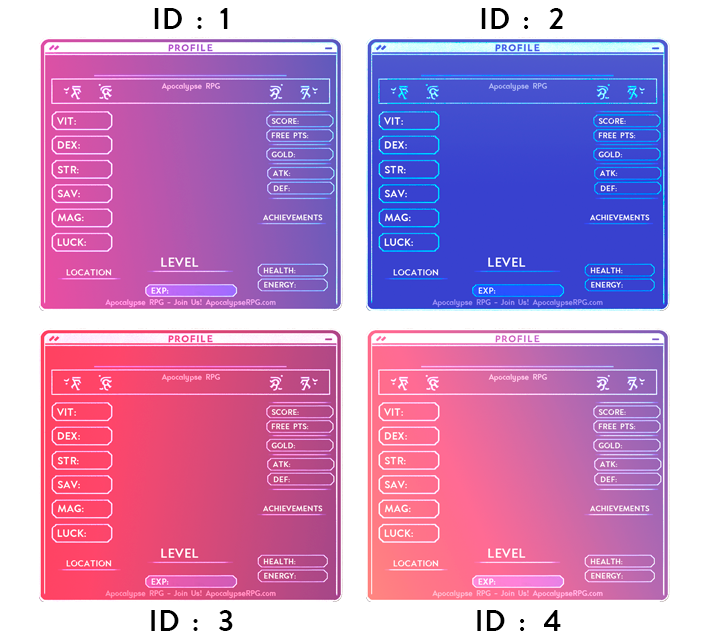 ID : 1
PROFILE
Apocalypse RPG
VIT:
DEX:
STR:
SAV:
MAG:
LUCK:
LOCATION
LEVEL
EXP:
SCORE:
FREE PTS:
GOLD:
ATK:
DEF:
ACHIEVEMENTS
HEALTH:
ENERGY:
Apocalypse RPG - Join Us! ApocalypseRPG.com
ID : 2
PROFILE
Apocalypse RPG
VIT:
DEX:
STR:
SAV:
MAG:
LUCK:
LOCATION
LEVEL
EXP:
SCORE:
FREE PTS:
GOLD:
ATK:
DEF:
ACHIEVEMENTS
HEALTH:
ENERGY:
Apocalypse RPG - Join Us! ApocalypseRPG.com
PROFILE
Apocalypse RPG
VIT:
DEX:
STR:
SAV:
MAG:
LUCK:
LOCATION
LEVEL
EXP:
SCORE:
FREE PTS:
GOLD:
ATK:
DEF:
ACHIEVEMENTS
HEALTH:
ENERGY:
Apocalypse RPG - Join Us! ApocalypseRPG.com
ID : 3
PROFILE
Apocalypse RPG
VIT:
DEX:
STR:
SAV:
MAG:
LUCK:
LOCATION
LEVEL
EXP:
SCORE:
FREE PTS:
GOLD:
ATK:
DEF:
ACHIEVEMENTS
HEALTH:
ENERGY:
Apocalypse RPG - Join Us! ApocalypseRPG.com
ID : 4